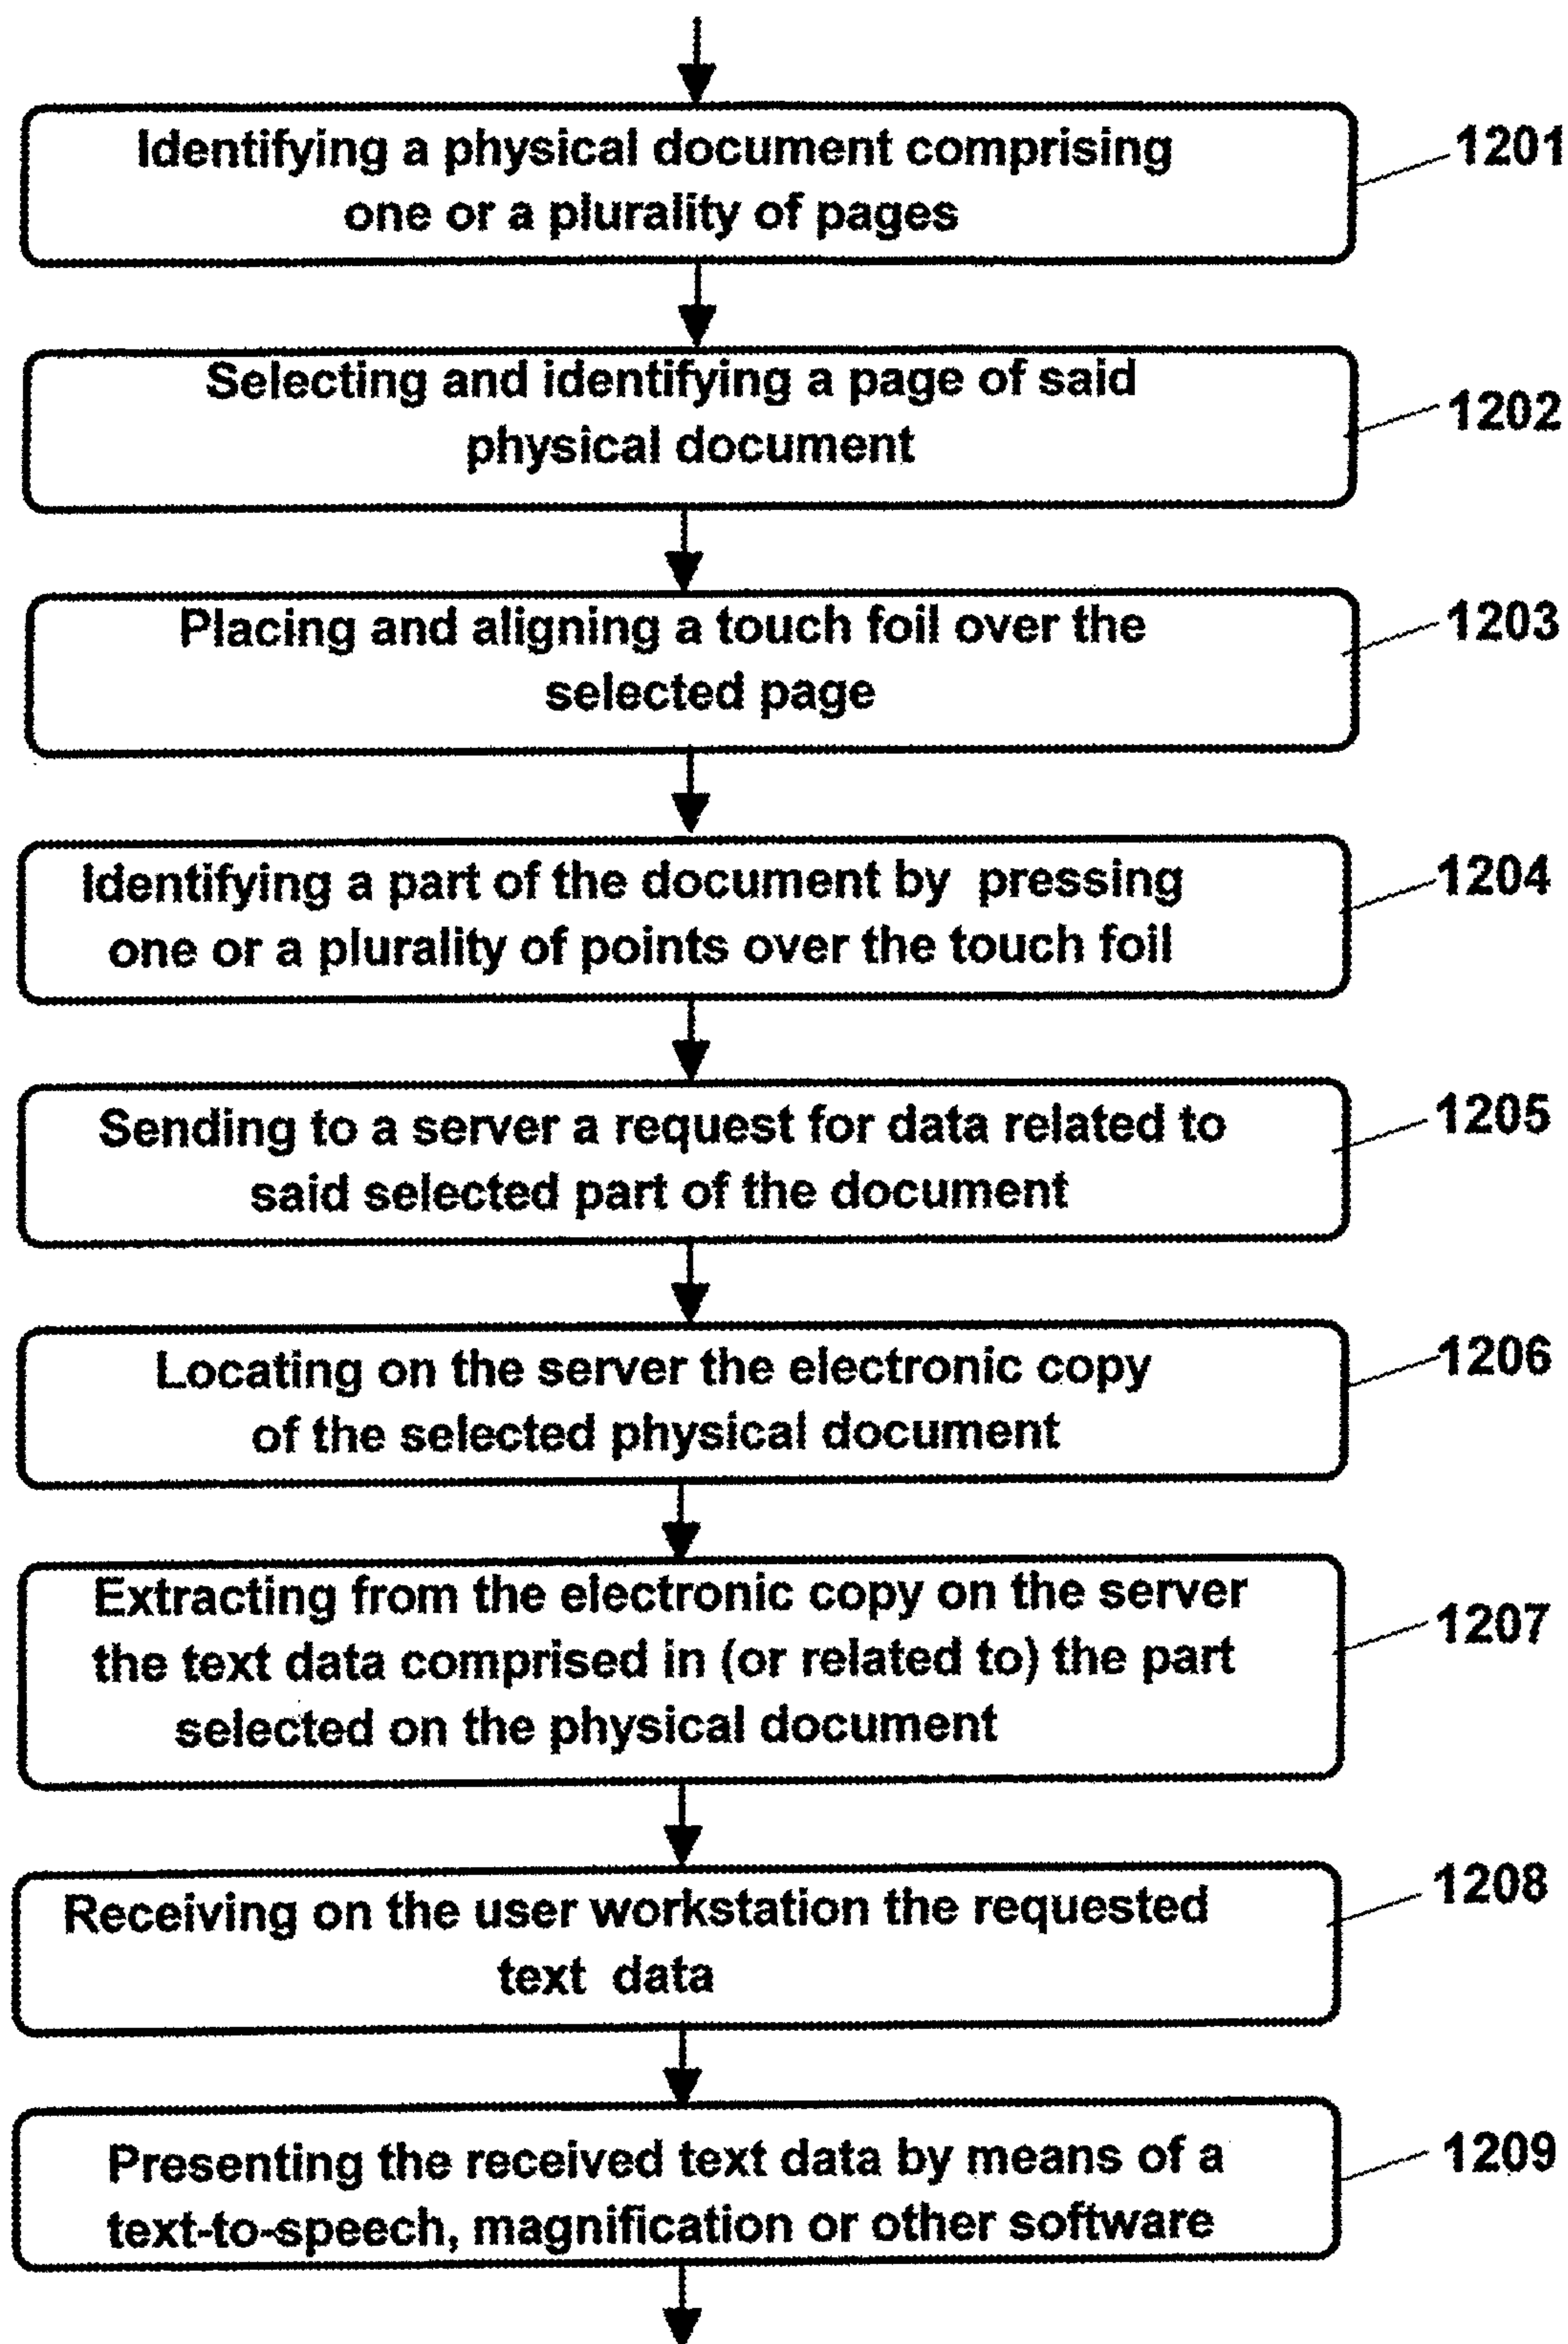 Identifying a physical document comprising
one or a plurality of pages
1201
Selecting and identifying a page of said
physical document
1202
Placing and aligning a touch foil over the
selected page
1203
Identifying a part of the document by pressing
one or a plurality of points over the touch foil
1204
Sending to a server a request for data related to
said selected part of the document
1205
Locating on the server the electronic copy
of the selected physical document
1206
Extracting from the electronic copy on the server
the text data comprised in (or related to) the part
selected on the physical document
1207
Receiving on the user workstation the requested
text data
1208
Presenting the received text data by means of a
text-to-speech, magnification or other software
1209